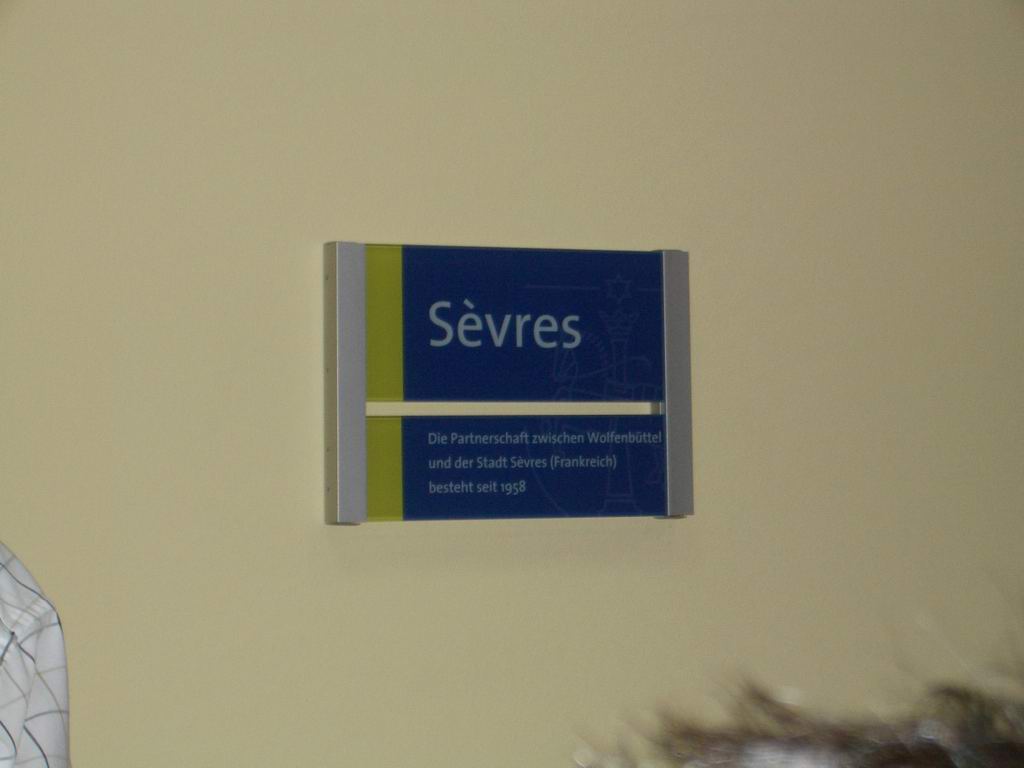 Sèvres
Die Partnerschaft zwischen Wolfenbüttel
und der Stadt Sèvres (Frankreich)
besteht seit 1958